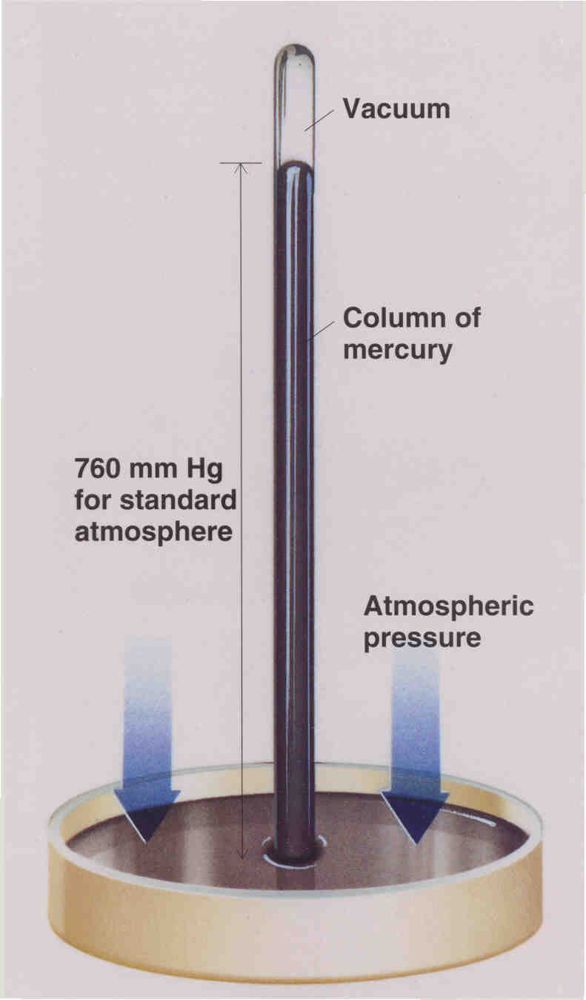 Vacuum
Column of
mercury
760 mm Hg
for standard
atmosphere
Atmospheric
pressure